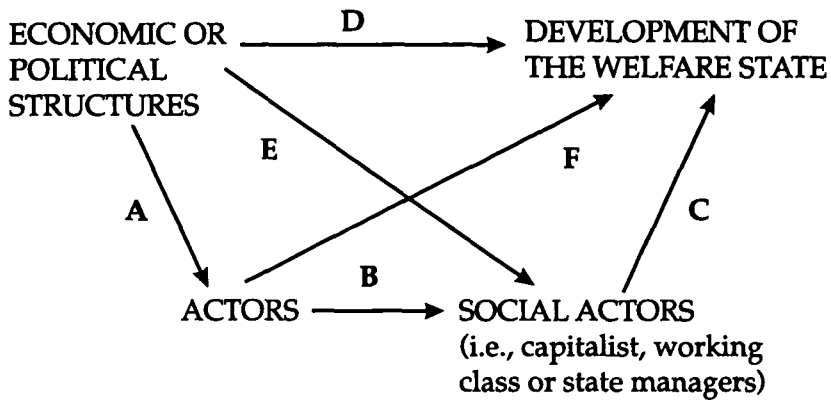 ECONOMIC OR
POLITICAL
STRUCTURES
D
DEVELOPMENT OF
THE WELFARE STATE
E
F
A
C
B
ACTORS
SOCIAL ACTORS
(i.e., capitalist, working
class or state managers)